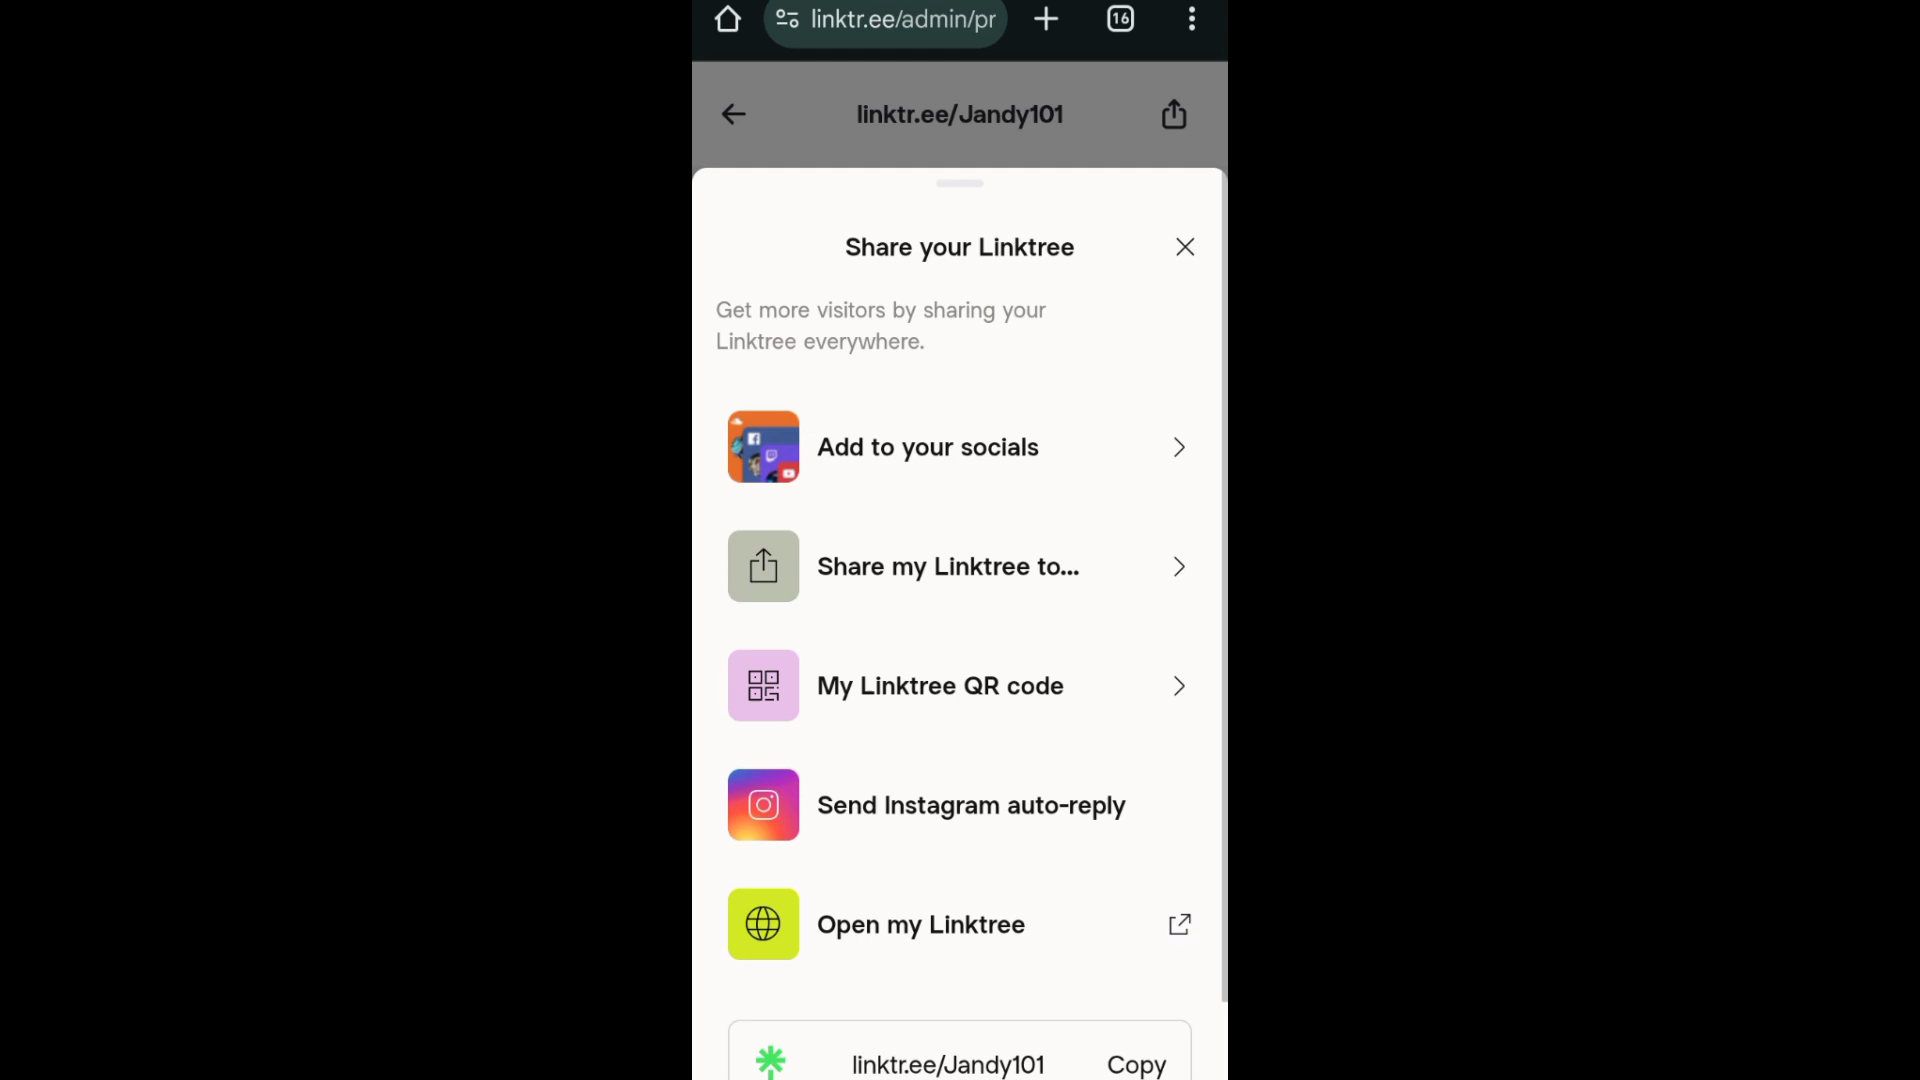 linktr.ee/admin/pr
16
linktr.ee/Jandy101
Share your Linktree
Get more visitors by sharing your
Linktree everywhere.
Add to your socials
Share my Linktree to...
My Linktree QR code
Send Instagram auto-reply
Open my Linktree
linktr.ee/Jandy101 Copy